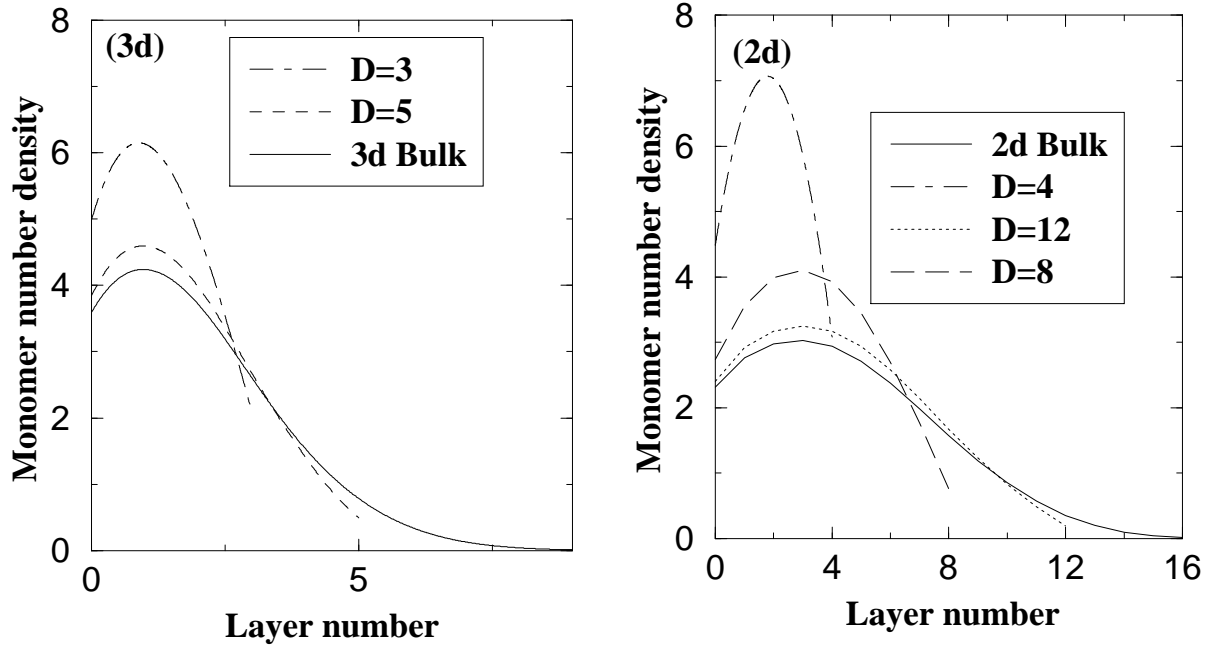 (3d)
D=3
D=5
3d Bulk
8
6
4
2
0
0
5
Monomer number density
Layer number
(2d)
2d Bulk
D=4
D=12
D=8
8
6
4
2
0
0
4
8
12
16
Monomer number density
Layer number